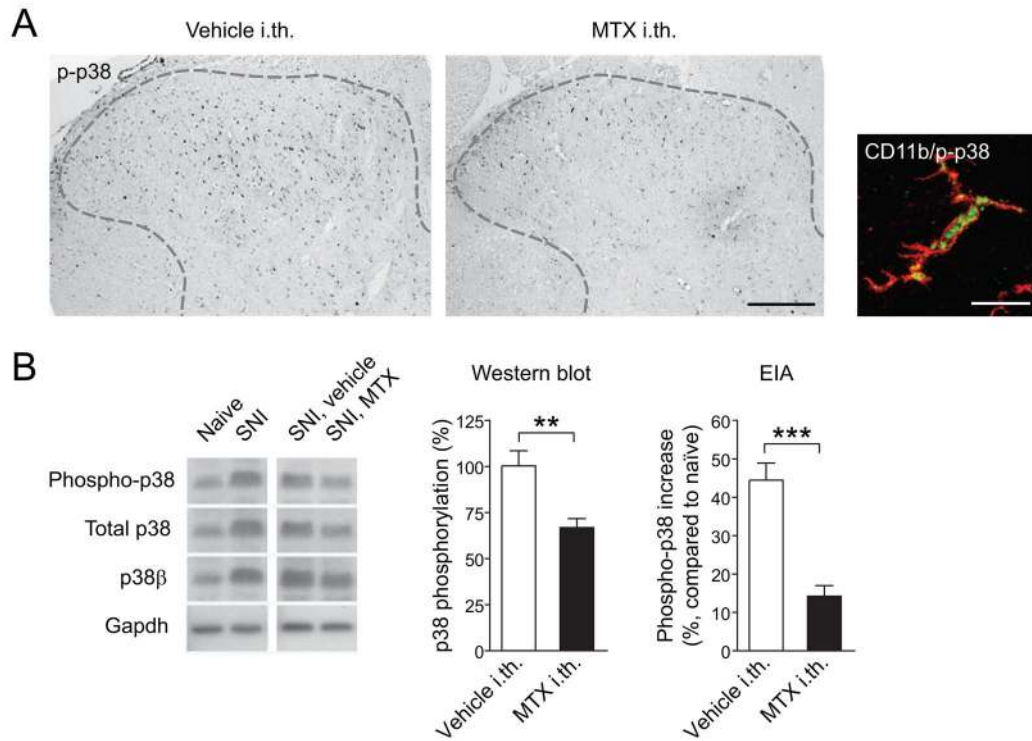 A
Vehicle i.th.
MTX i.th.
p-p38
CD11b/p-p38
B
Naive
SNI
SNI, vehicle
SNI, MTX
Phospho-p38
Total p38
p38β
Gapdh
Western blot
p38 phosphorylation (%)
125
100
75
50
25
0
**
Vehicle i.th.
MTX i.th.
EIA
Phospho-p38 increase
(%, compared to naïve)
60
50
40
30
20
10
0
***
Vehicle i.th.
MTX i.th.